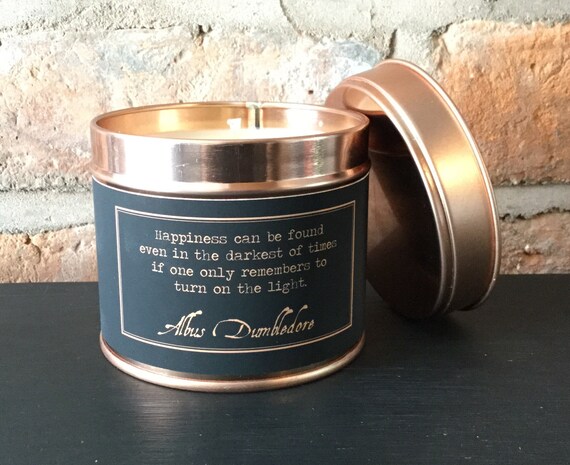 Happiness can be found
even in the darkest of times
if one only remembers to
turn on the light.
Albus Dumbledore